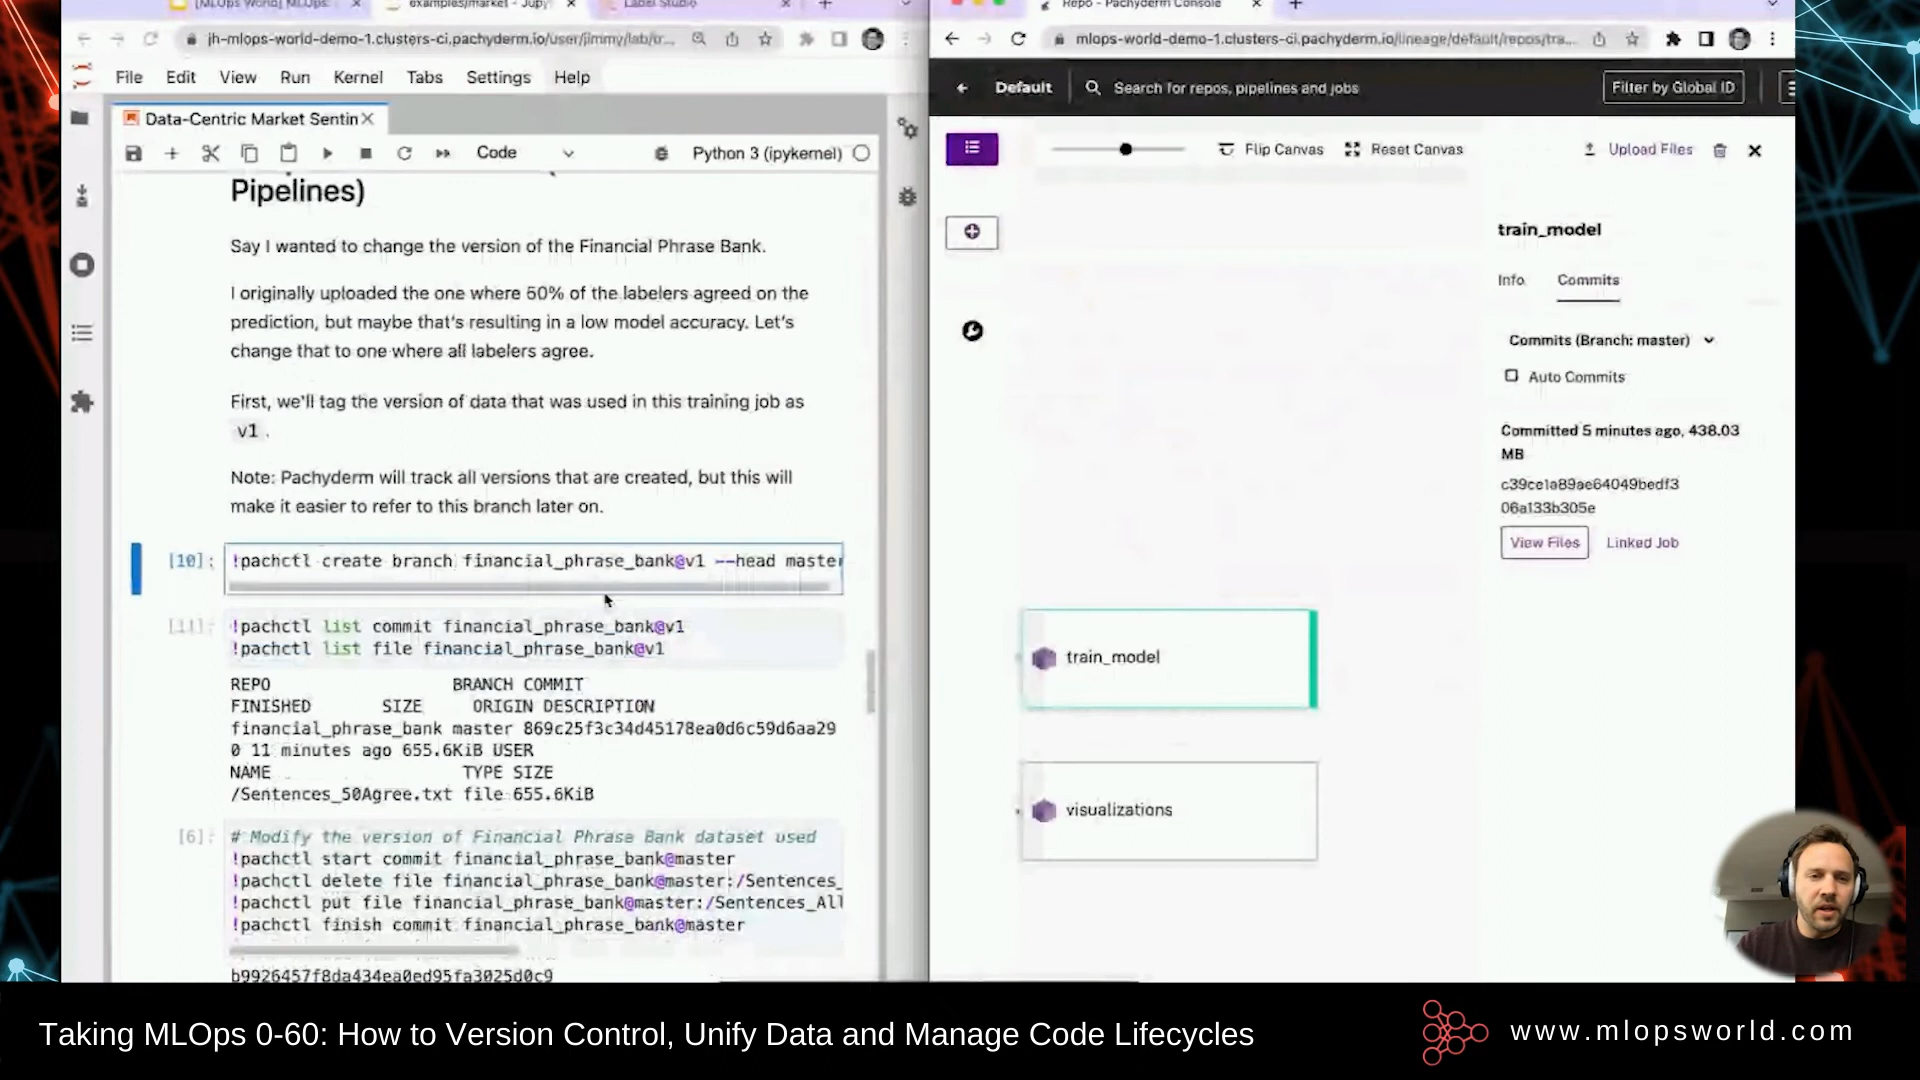 [MLOps World] MLOps:
examples/market - Jupy
Label Studio
jh-mlops-world-demo-1.clusters-ci.pachyderm.io/user/jimmy/lab/tr...
File Edit View Run Kernel Tabs Settings Help
Data-Centric Market Sentin
Code
Python 3 (ipykernel)
Pipelines)
Say I wanted to change the version of the Financial Phrase Bank.
I originally uploaded the one where 50% of the labelers agreed on the
prediction, but maybe that's resulting in a low model accuracy. Let's
change that to one where all labelers agree.
First, we'll tag the version of data that was used in this training job as
v1 .
Note: Pachyderm will track all versions that are created, but this will
make it easier to refer to this branch later on.
[10]: !pachctl create branch financial_phrase_bank@v1 --head master
[11]: !pachctl list commit financial_phrase_bank@v1
!pachctl list file financial_phrase_bank@v1
REPO BRANCH COMMIT
FINISHED SIZE ORIGIN DESCRIPTION
financial_phrase_bank master 869c25f3c34d45178ea0d6c59d6aa29
0 11 minutes ago 655.6KiB USER
NAME TYPE SIZE
/Sentences_50Agree.txt file 655.6KiB
[6]: # Modify the version of Financial Phrase Bank dataset used
!pachctl start commit financial_phrase_bank@master
!pachctl delete file financial_phrase_bank@master:/Sentences_
!pachctl put file financial_phrase_bank@master:/Sentences_All
!pachctl finish commit financial_phrase_bank@master
b9926457f8da434ea0ed95fa3025d0c9
Repo - Pachyderm Console
mlops-world-demo-1.clusters-ci.pachyderm.io/lineage/default/repos/tra...
Default
Search for repos, pipelines and jobs
Filter by Global ID
Flip Canvas
Reset Canvas
Upload Files
train_model
Info Commits
Commits (Branch: master)
Auto Commits
Committed 5 minutes ago, 438.03
MB
c39ce1a89ae64049bedf3
06a133b305e
View Files
Linked Job
train_model
visualizations
Taking MLOps 0-60: How to Version Control, Unify Data and Manage Code Lifecycles
www.mlopsworld.com